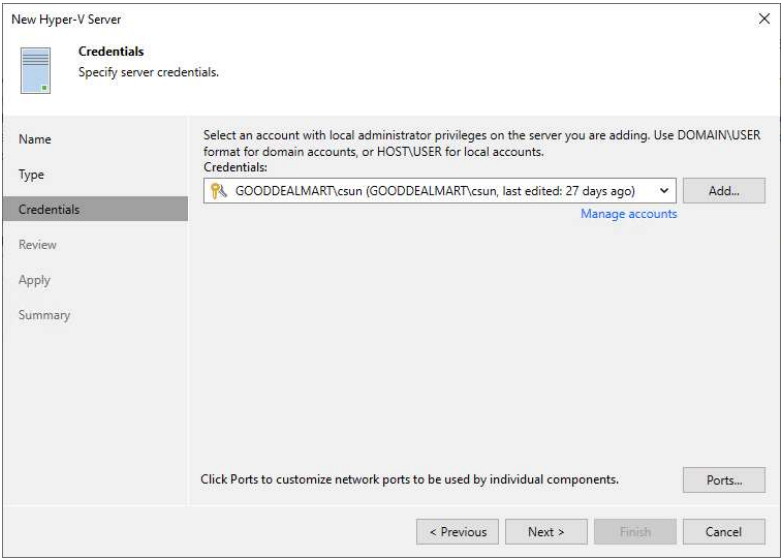 New Hyper-V Server
Credentials
Specify server credentials.
Name
Type
Credentials
Review
Apply
Summary
Select an account with local administrator privileges on the server you are adding. Use DOMAIN\USER
format for domain accounts, or HOST\USER for local accounts.
Credentials:
GOODDEALMART\csun (GOODDEALMART\csun, last edited: 27 days ago)
Add...
Manage accounts
Click Ports to customize network ports to be used by individual components.
Ports...
< Previous
Next >
Finish
Cancel